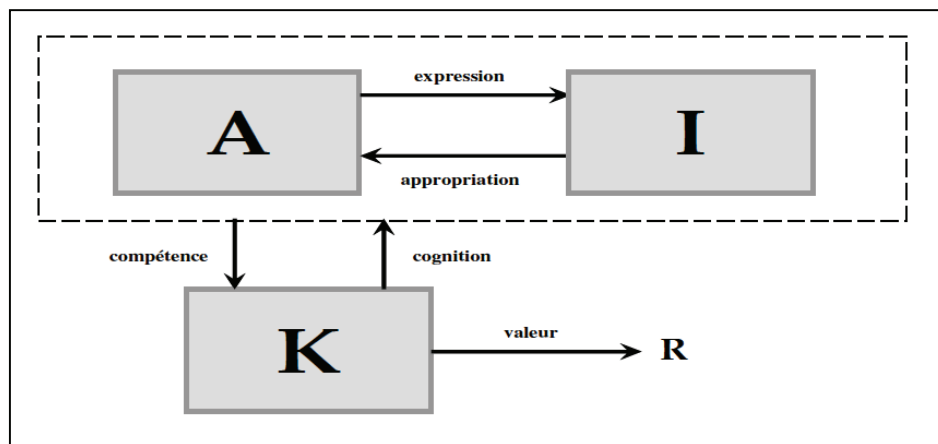 expression
A
I
appropriation
compétence
cognition
K
valeur
R